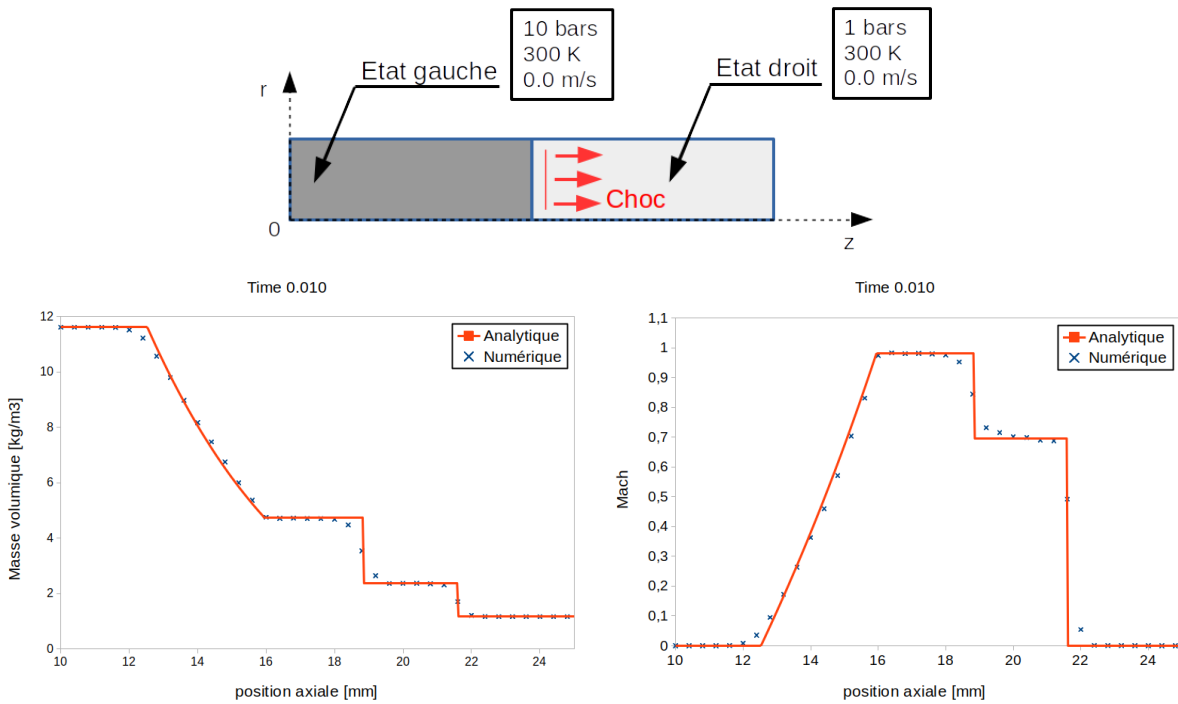 10 bars
300 K
0.0 m/s
1 bars
300 K
0.0 m/s
Etat gauche
Etat droit
r
Choc
0
z
Time 0.010
Masse volumique [kg/m3]
12
10
8
6
4
2
0
Analytique
Numérique
10 12 14 16 18 20 22 24
position axiale [mm]
Time 0.010
Mach
1,1
1
0,9
0,8
0,7
0,6
0,5
0,4
0,3
0,2
0,1
0
Analytique
Numérique
10 12 14 16 18 20 22 24
position axiale [mm]